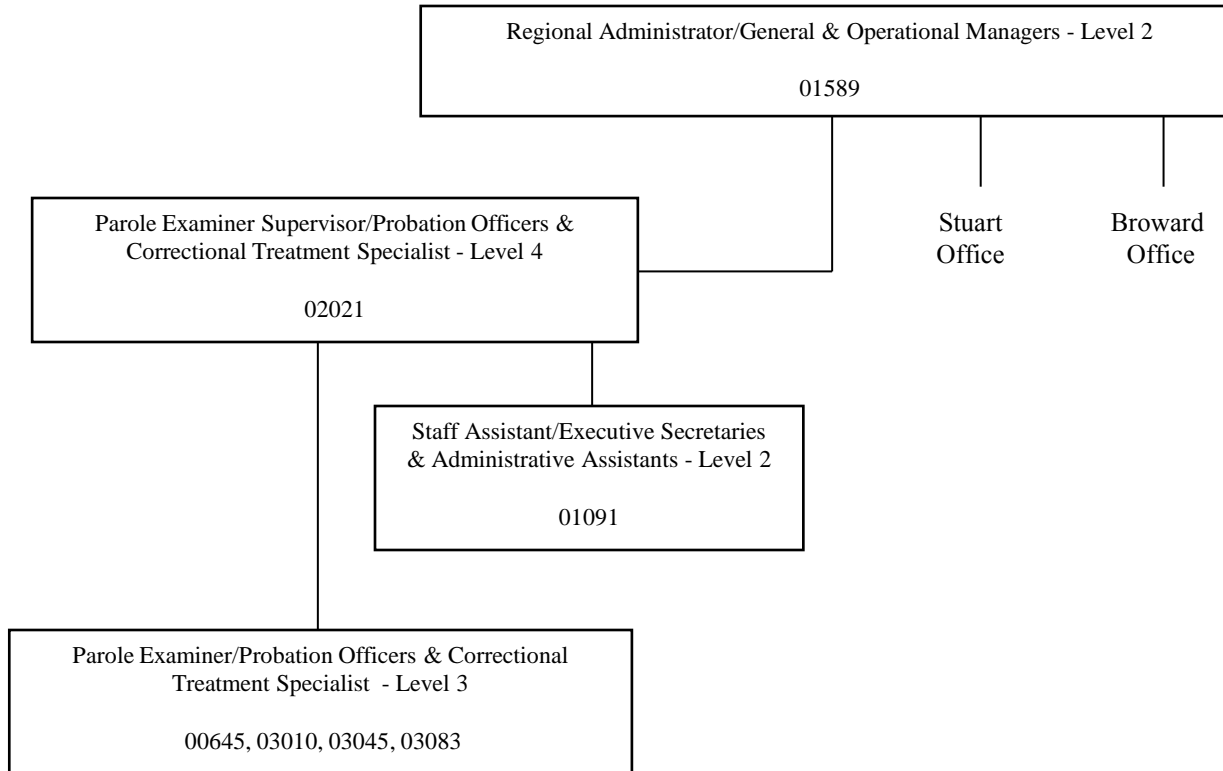 Regional Administrator/General & Operational Managers - Level 2
01589
Parole Examiner Supervisor/Probation Officers &
Correctional Treatment Specialist - Level 4
02021
Stuart
Office
Broward
Office
Staff Assistant/Executive Secretaries
& Administrative Assistants - Level 2
01091
Parole Examiner/Probation Officers & Correctional
Treatment Specialist - Level 3
00645, 03010, 03045, 03083